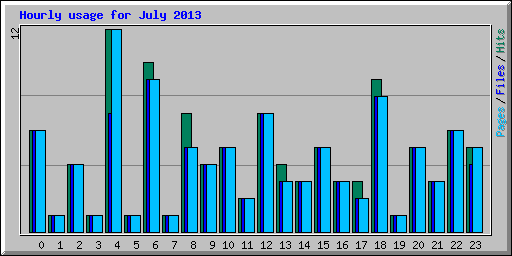 Hourly usage for July 2013
12
Pages / Files / Hits
0 1 2 3 4 5 6 7 8 9 10 11 12 13 14 15 16 17 18 19 20 21 22 23